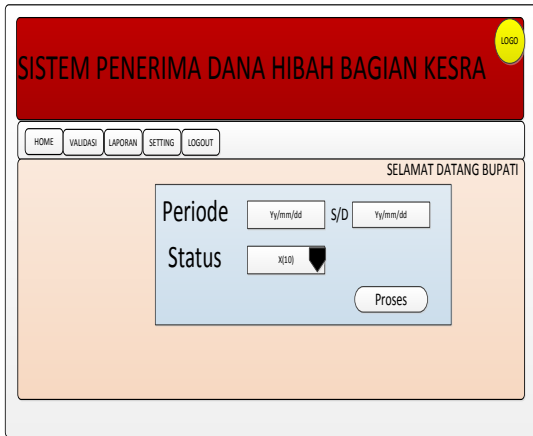 LOGO
SISTEM PENERIMA DANA HIBAH BAGIAN KESRA
HOME VALIDASI LAPORAN SETTING LOGOUT
SELAMAT DATANG BUPATI
Periode Yy/mm/dd S/D Yy/mm/dd
Status X(10)
Proses